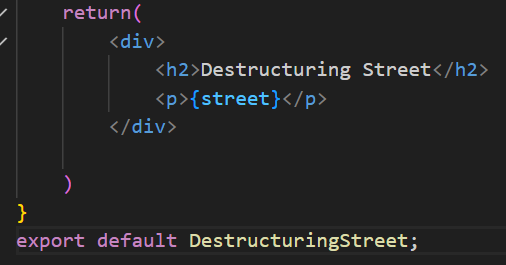 return(
<div>
<h2>Destructuring Street</h2>
<p>{street}</p>
</div>
)
}
export default DestructuringStreet;